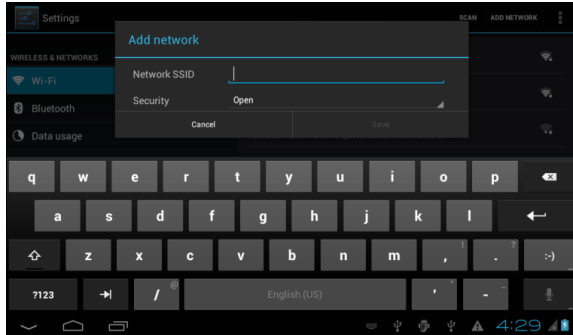 Settings
SCAN ADD NETWORK
Add network
WIRELESS & NETWORKS
Network SSID
Wi-Fi
Security Open
Bluetooth
Cancel Save
Data usage
q w e r t y u i o p
a s d f g h j k l
z x c v b n m , ! . ? :-)
?123 / @ English (US) ' " - _
4:29